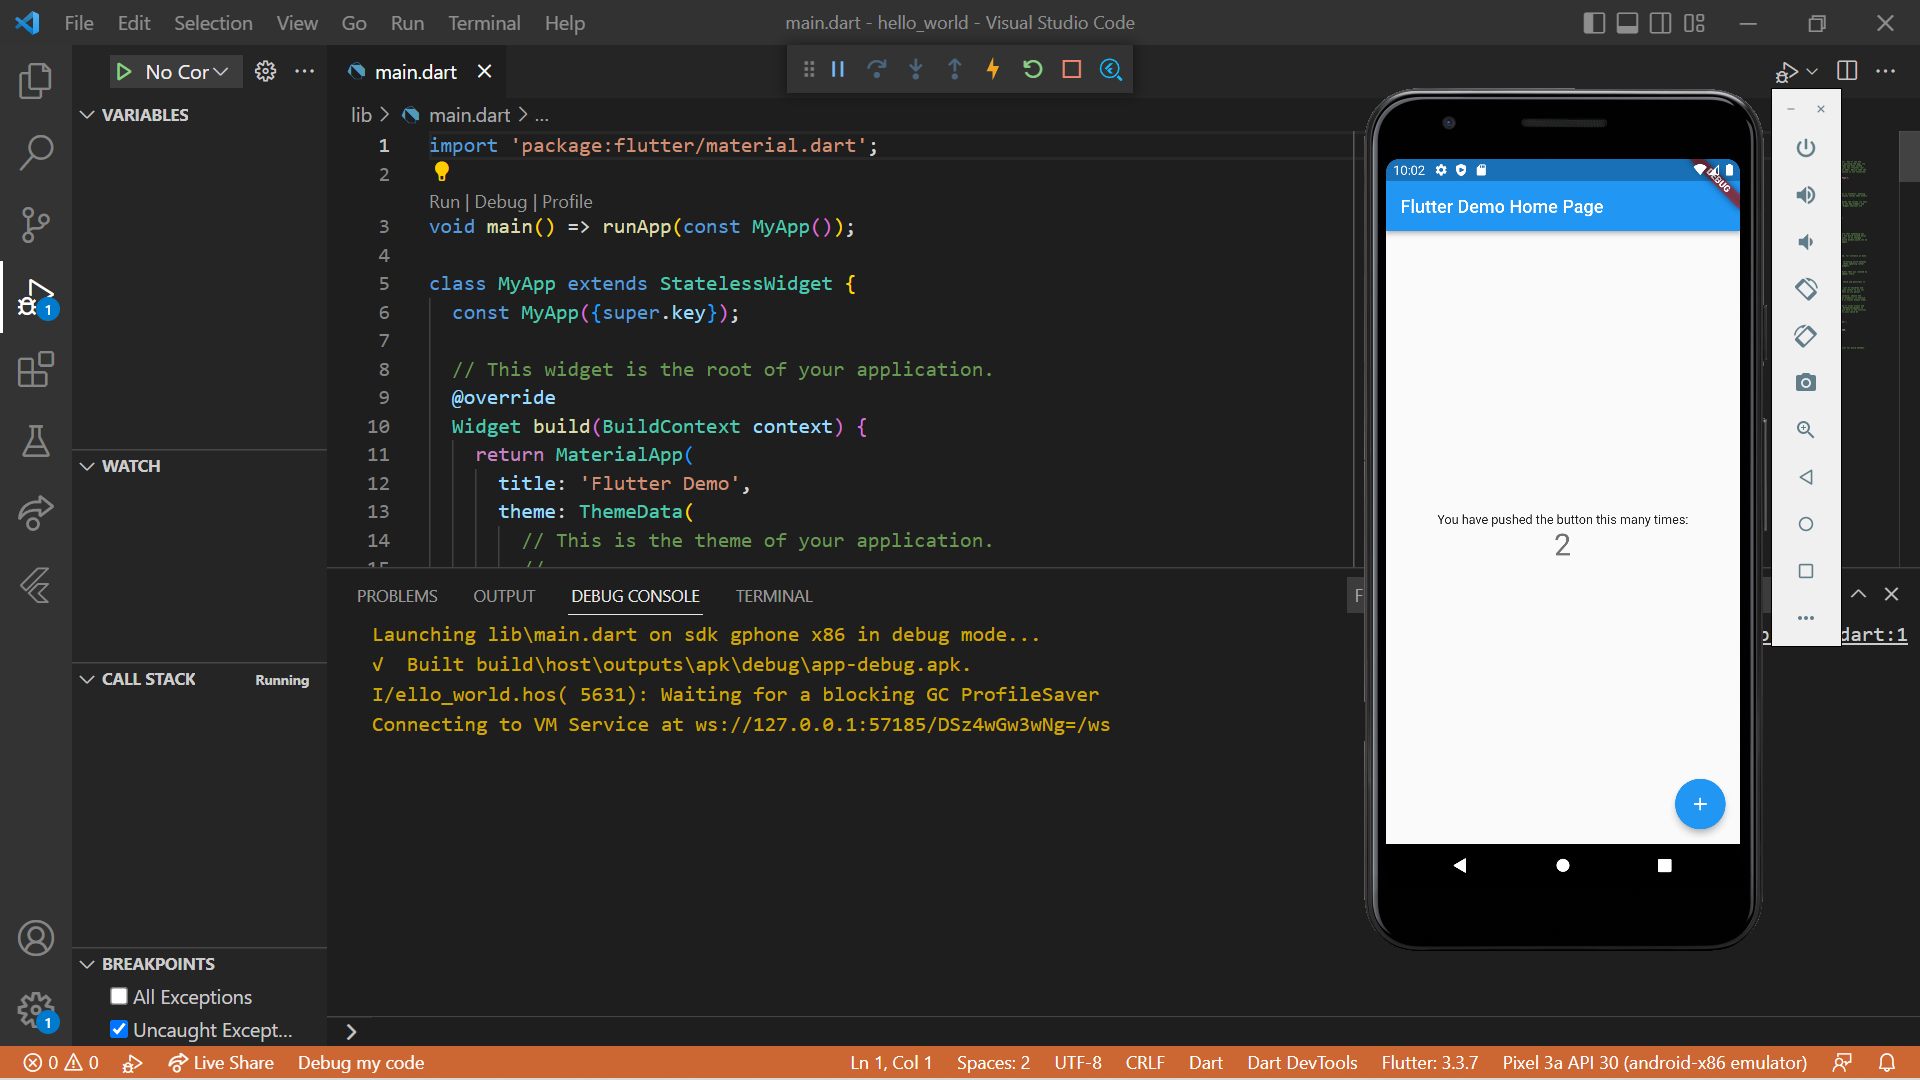 File Edit Selection View Go Run Terminal Help
main.dart - hello_world - Visual Studio Code
No Cor
main.dart
VARIABLES
lib > main.dart > ...
1 import 'package:flutter/material.dart';
2
Run | Debug | Profile
3 void main() => runApp(const MyApp());
4
5 class MyApp extends StatelessWidget {
6 const MyApp({super.key});
7
8 // This widget is the root of your application.
9 @override
10 Widget build(BuildContext context) {
11 return MaterialApp(
12 title: 'Flutter Demo',
13 theme: ThemeData(
14 // This is the theme of your application.
15 //
WATCH
CALL STACK Running
BREAKPOINTS
All Exceptions
Uncaught Except...
PROBLEMS OUTPUT DEBUG CONSOLE TERMINAL
F
Launching lib\main.dart on sdk gphone x86 in debug mode...
dart:1
√ Built build\host\outputs\apk\debug\app-debug.apk.
I/ello_world.hos( 5631): Waiting for a blocking GC ProfileSaver
Connecting to VM Service at ws://127.0.0.1:57185/DSz4wGw3wNg=/ws
10:02
DEBUG
Flutter Demo Home Page
You have pushed the button this many times:
2
+
1
1
0 0 Live Share Debug my code
Ln 1, Col 1 Spaces: 2 UTF-8 CRLF Dart Dart DevTools Flutter: 3.3.7 Pixel 3a API 30 (android-x86 emulator)